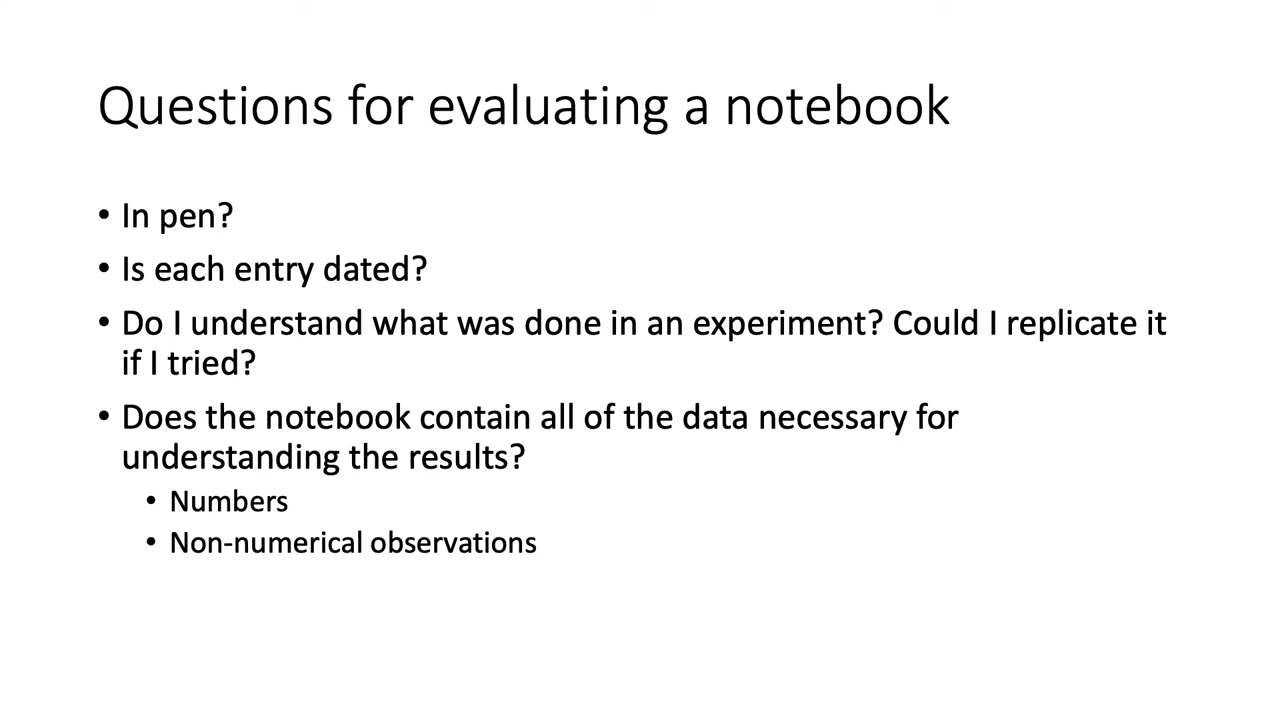 Questions for evaluating a notebook
• In pen?
• Is each entry dated?
• Do I understand what was done in an experiment? Could I replicate it
if I tried?
• Does the notebook contain all of the data necessary for
understanding the results?
• Numbers
• Non-numerical observations